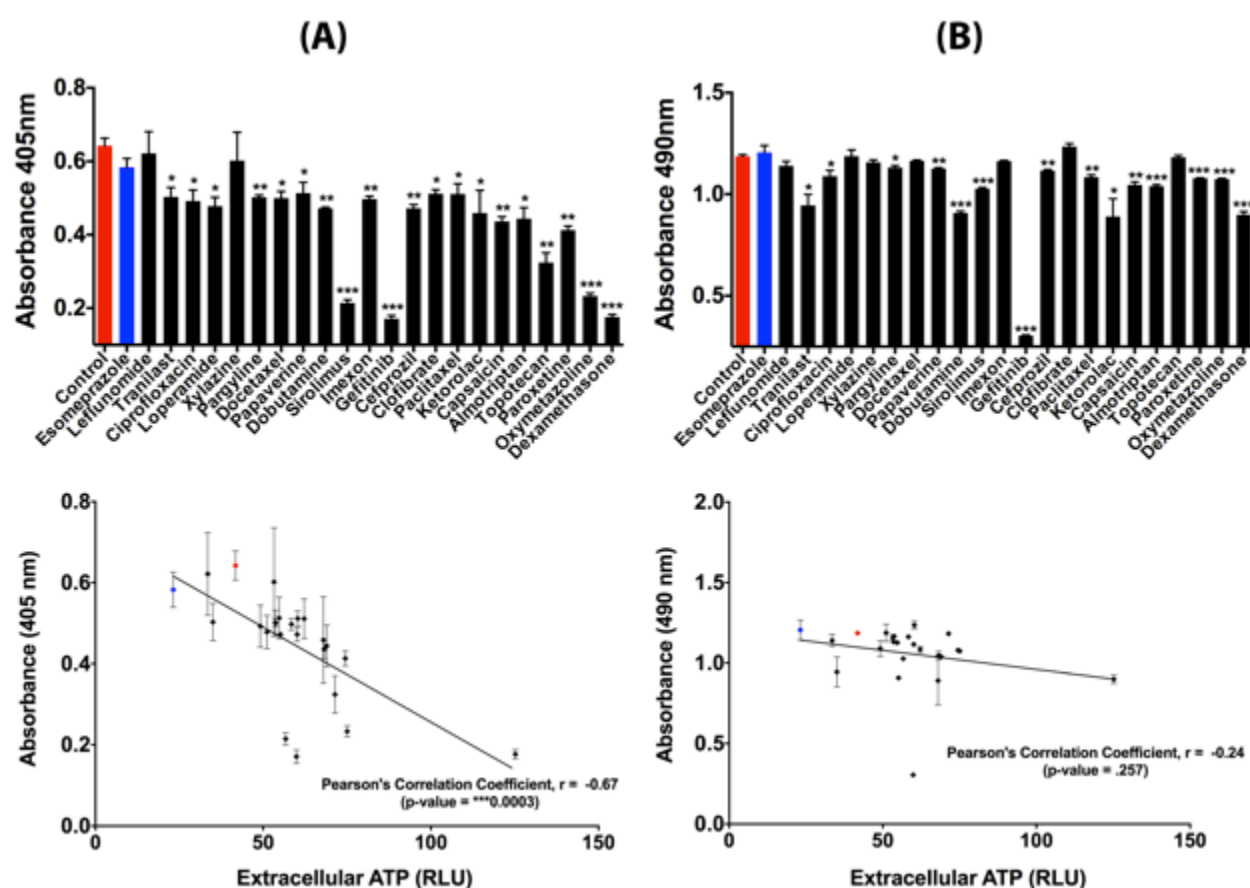 (A)
Absorbance 405nm
0.8
0.6
0.4
0.2
* * * ** * * ** *** ** *** ** * * * ** * ** ** *** ***
Control
Esomeprazole
Leflunomide
Tranilast
Ciprofloxacin
Loperamide
Xylazine
Pargyline
Docetaxel
Papaverine
Dobutamine
Sirolimus
Imexon
Gefitinib
Cefprozil
Clofibrate
Paclitaxel
Ketorolac
Capsaicin
Almotriptan
Topotecan
Paroxetine
Oxymetazoline
Dexamethasone
(B)
Absorbance 490nm
1.5
1.0
0.5
* * * ** *** *** *** ** ** * ** *** *** *** ***
Control
Esomeprazole
Leflunomide
Tranilast
Ciprofloxacin
Loperamide
Xylazine
Pargyline
Docetaxel
Papaverine
Dobutamine
Sirolimus
Imexon
Gefitinib
Cefprozil
Clofibrate
Paclitaxel
Ketorolac
Capsaicin
Almotriptan
Topotecan
Paroxetine
Oxymetazoline
Dexamethasone
Absorbance (405 nm)
0.8
0.6
0.4
0.2
0.0
0 50 100 150
Pearson's Correlation Coefficient, r = -0.67
(p-value = ***0.0003)
Extracellular ATP (RLU)
Absorbance (490 nm)
2.0
1.5
1.0
0.5
0.0
0 50 100 150
Pearson's Correlation Coefficient, r = -0.24
(p-value = .257)
Extracellular ATP (RLU)